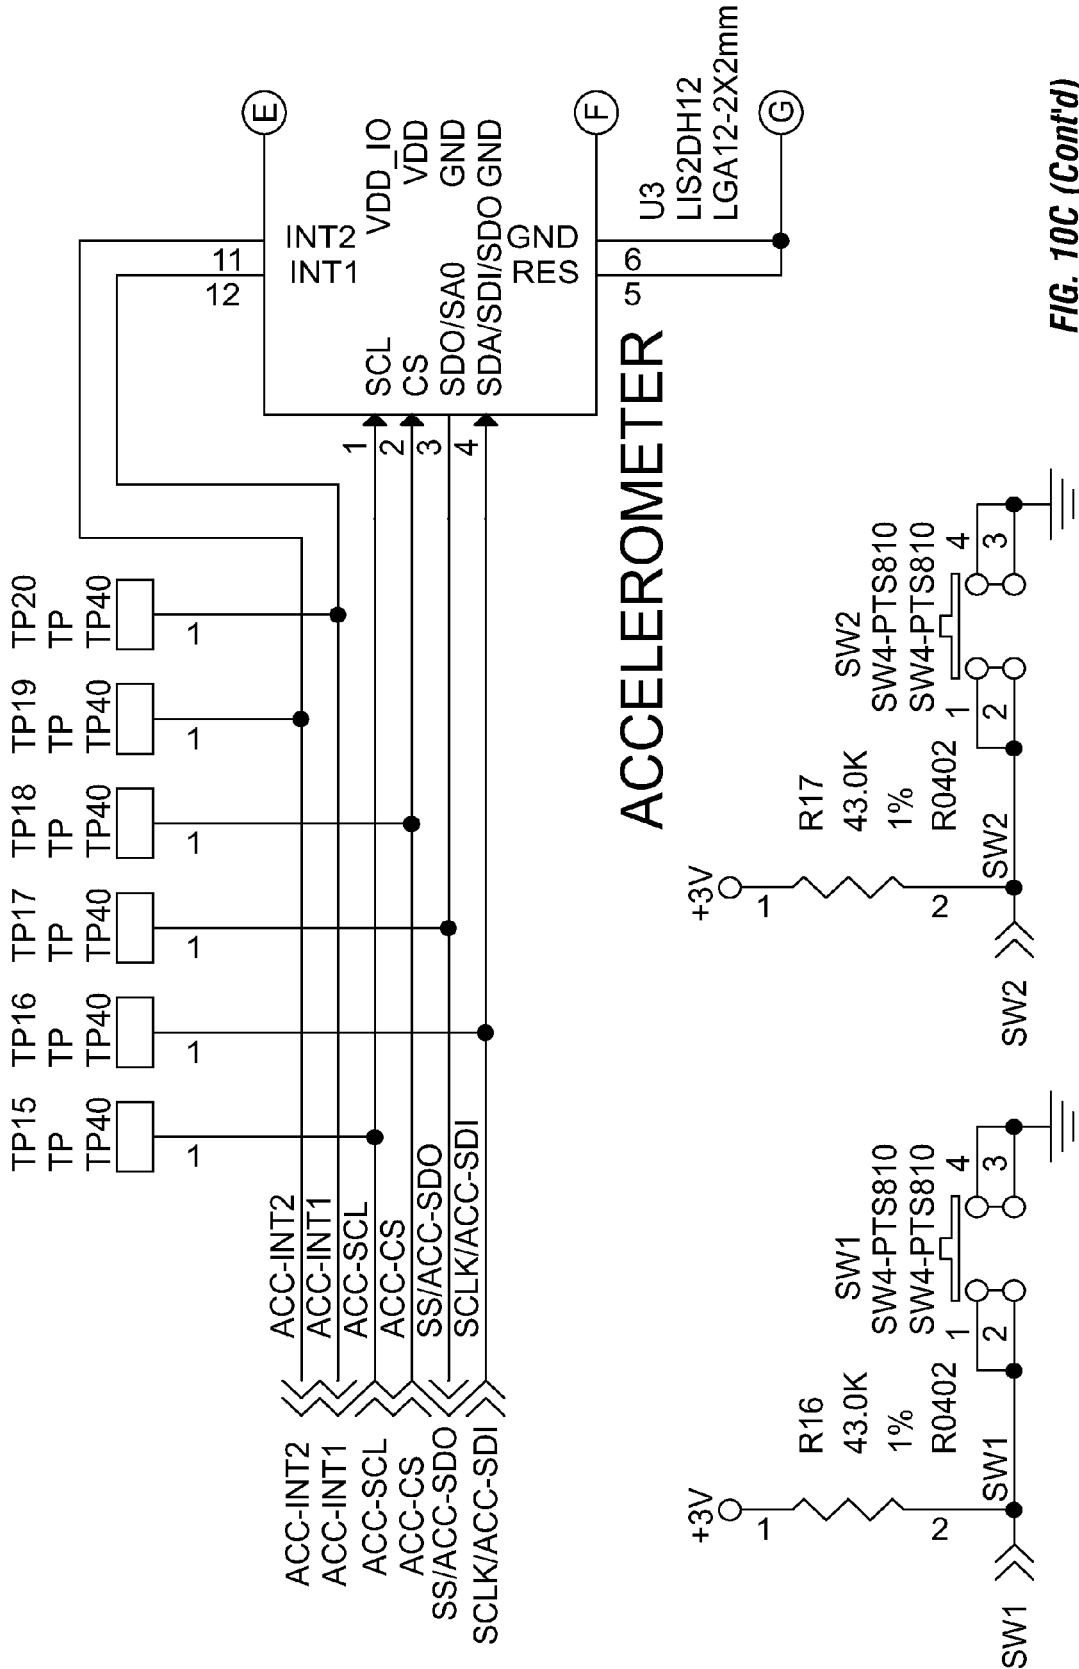 TP15
TP
TP40
1
TP16
TP
TP40
1
TP17
TP
TP40
1
TP18
TP
TP40
1
TP19
TP
TP40
1
TP20
TP
TP40
1
ACC-INT2
ACC-INT1
ACC-SCL
ACC-CS
SS/ACC-SDO
SCLK/ACC-SDI
ACC-INT2
ACC-INT1
ACC-SCL
ACC-CS
SS/ACC-SDO
SCLK/ACC-SDI
11
12
INT2
INT1
1
2
3
4
SCL
CS
SDO/SA0
SDA/SDI/SDO
VDD_IO
VDD
GND
GND
GND
RES
6
5
E
F
G
U3
LIS2DH12
LGA12-2X2mm
ACCELEROMETER
+3V
1
2
R16
43.0K
1%
R0402
SW1
SW1
SW1
SW4-PTS810
SW4-PTS810
1
2
4
3
+3V
1
2
R17
43.0K
1%
R0402
SW2
SW2
SW2
SW4-PTS810
SW4-PTS810
1
2
4
3
FIG. 10C (Cont'd)